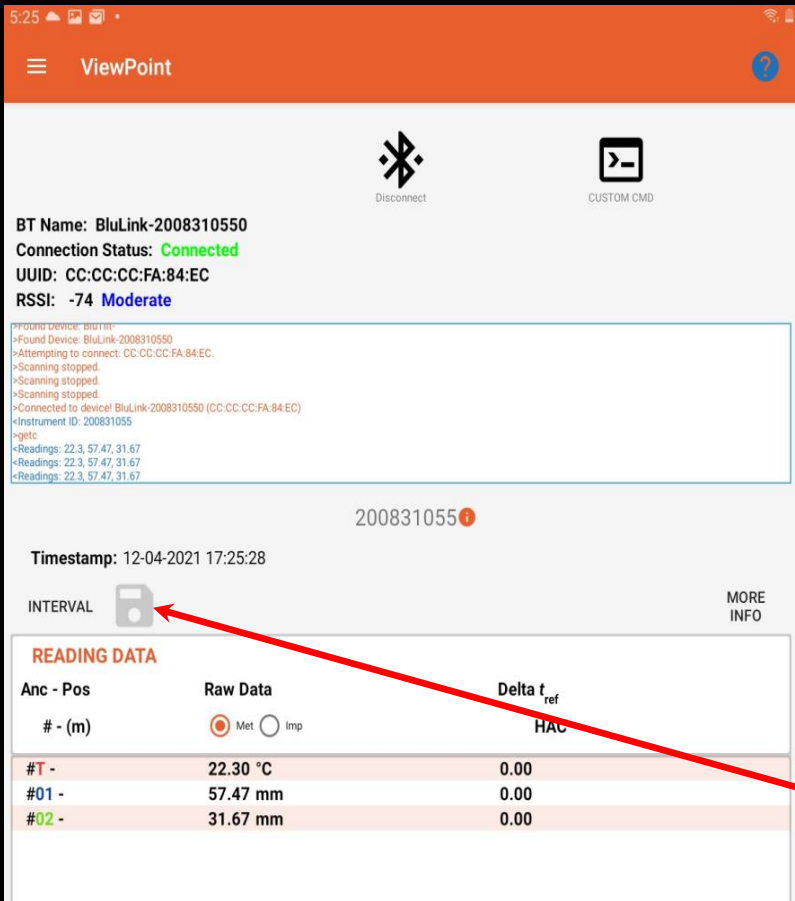 5:25
ViewPoint
?
Disconnect
CUSTOM CMD
BT Name: BluLink-2008310550
Connection Status: Connected
UUID: CC:CC:CC:FA:84:EC
RSSI: -74 Moderate
>Found Device: BluTilt-
>Found Device: BluLink-2008310550
>Attempting to connect: CC:CC:CC:FA:84:EC.
>Scanning stopped.
>Scanning stopped.
>Scanning stopped.
>Connected to device! BluLink-2008310550 (CC:CC:CC:FA:84:EC)
<Instrument ID: 200831055
>getc
<Readings: 22.3, 57.47, 31.67
<Readings: 22.3, 57.47, 31.67
<Readings: 22.3, 57.47, 31.67
200831055
Timestamp: 12-04-2021 17:25:28
INTERVAL
MORE
INFO
READING DATA
Anc - Pos Raw Data Delta tref
# - (m) Met Imp HAC
#T - 22.30 °C 0.00
#01 - 57.47 mm 0.00
#02 - 31.67 mm 0.00